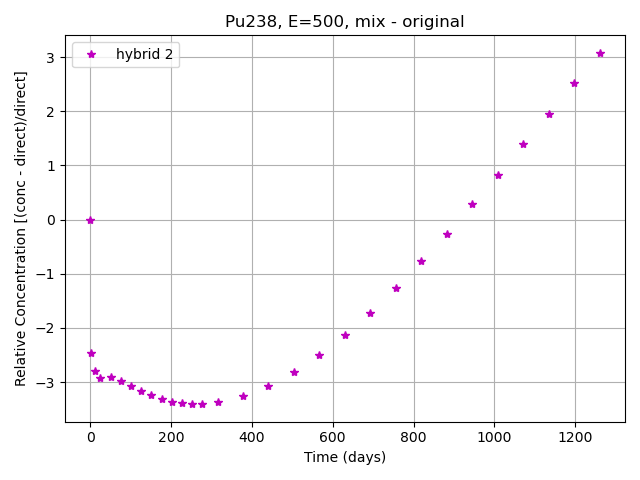 Pu238, E=500, mix - original
hybrid 2
Relative Concentration [(conc - direct)/direct]
3
2
1
0
−1
−2
−3
0 200 400 600 800 1000 1200
Time (days)